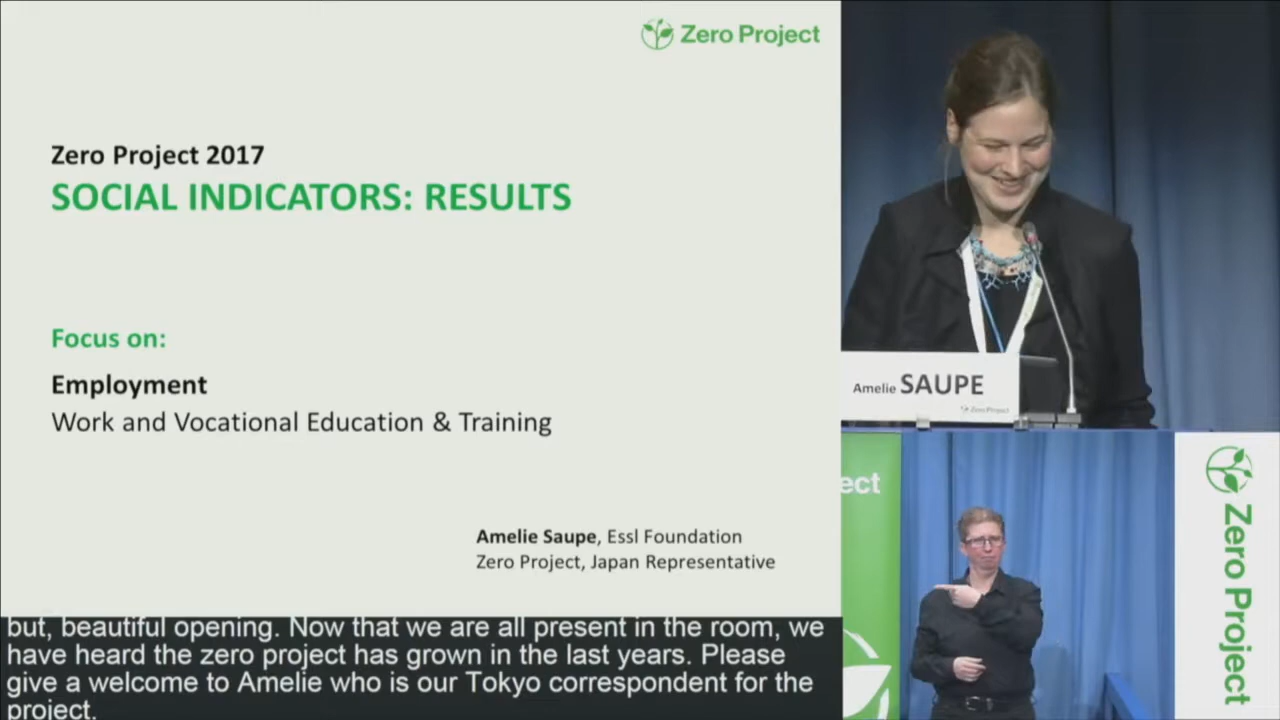 Zero Project
Zero Project 2017
SOCIAL INDICATORS: RESULTS
Focus on:
Employment
Work and Vocational Education & Training
Amelie Saupe, Essl Foundation
Zero Project, Japan Representative
but, beautiful opening. Now that we are all present in the room, we
have heard the zero project has grown in the last years. Please
give a welcome to Amelie who is our Tokyo correspondent for the
project.
Amelie SAUPE
Zero Project
ect
Zero Project